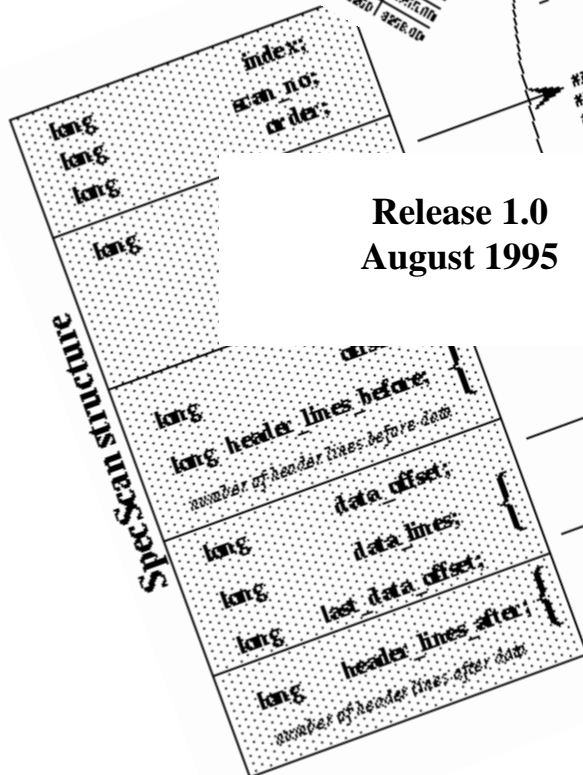 long index;
long scan_no;
long order;
long
Release 1.0
August 1995
SpecScan structure
long
long header_lines_before;
number of header lines before data
long data_offset;
long data_lines;
long last_data_offset;
long header_lines_after;
number of header lines after data